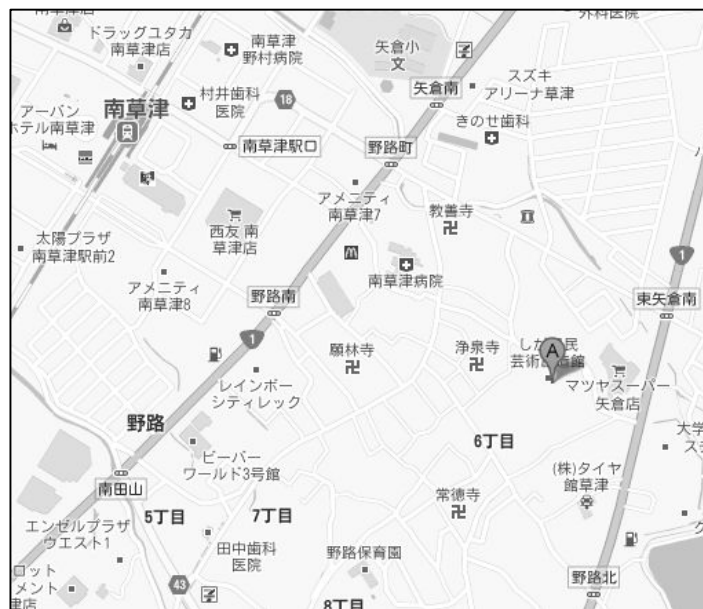 ドラッグユタカ
南草津店
南草津
野村病院
矢倉小
文
外科医院
スズキ
アリーナ草津
矢倉南
アーバン
ホテル南草津
南草津
村井歯科
医院
18
南草津駅口
野路町
きのせ歯科
アメニティ
南草津7
教善寺
西友 南
草津店
太陽プラザ
南草津駅前2
アメニティ
南草津8
南草津病院
1
野路南
東矢倉南
1
願林寺
浄泉寺
A
マツヤスーパー
矢倉店
レインボー
シティレック
野路
6丁目
ビーバー
ワールド3号館
(株)タイヤ
館草津
南田山
5丁目
7丁目
常徳寺
エンゼルプラザ
ウエスト1
田中歯科
医院
野路保育園
43
8丁目
野路北